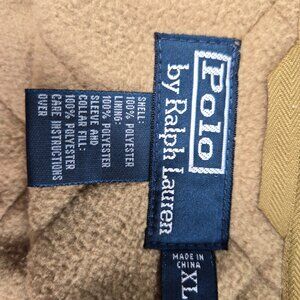 Polo
by Ralph Lauren
MADE IN
CHINA
XL
SHELL:
100% POLYESTER
LINING:
100% POLYESTER
SLEEVE AND
COLLAR FILL:
100% POLYESTER
CARE INSTRUCTIONS
OVER